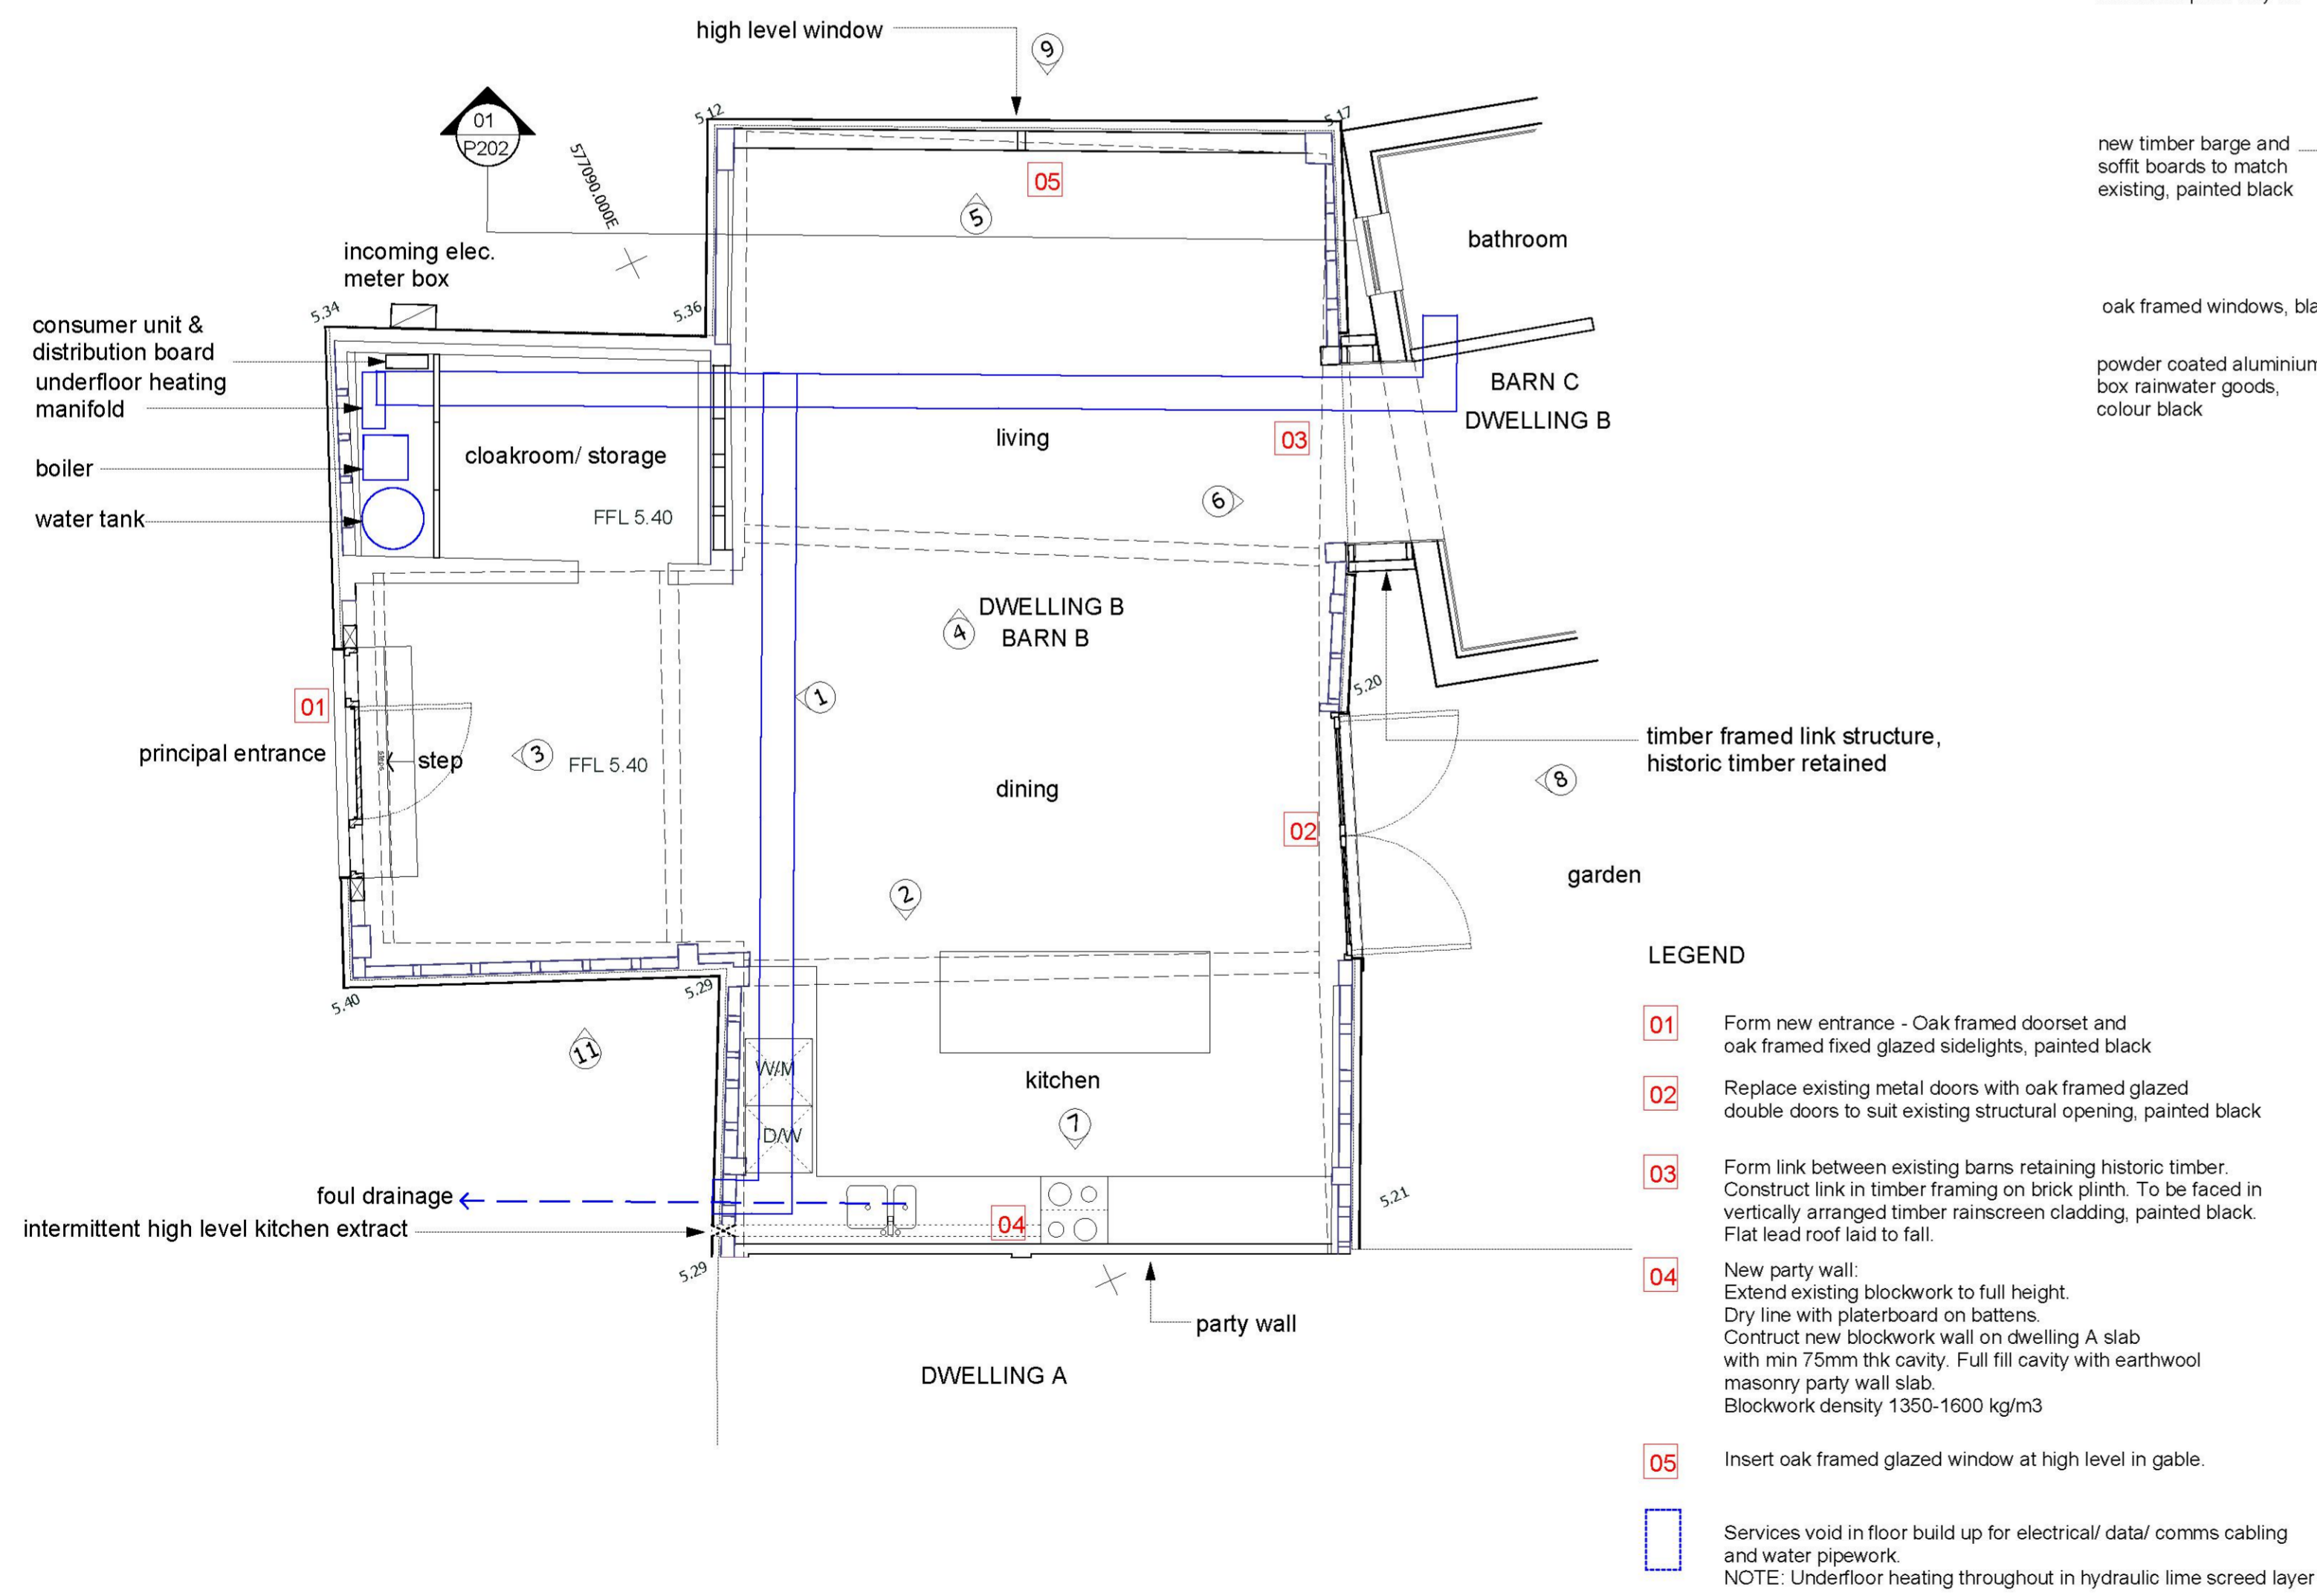 high level window
9
01
P202
5.12
5.17
577090.000E
05
new timber barge and
soffit boards to match
existing, painted black
5
bathroom
incoming elec.
meter box
5.34
5.36
oak framed windows, bla
consumer unit &
distribution board
underfloor heating
manifold
powder coated aluminium
box rainwater goods,
colour black
BARN C
DWELLING B
living
03
cloakroom/ storage
boiler
6
water tank
FFL 5.40
DWELLING B
BARN B
4
5.20
1
01
principal entrance
step
3
FFL 5.40
timber framed link structure,
historic timber retained
8
dining
02
garden
2
LEGEND
5.40
5.29
01
Form new entrance - Oak framed doorset and
oak framed fixed glazed sidelights, painted black
11
W/M
kitchen
02
Replace existing metal doors with oak framed glazed
double doors to suit existing structural opening, painted black
7
D/W
03
Form link between existing barns retaining historic timber.
Construct link in timber framing on brick plinth. To be faced in
vertically arranged timber rainscreen cladding, painted black.
Flat lead roof laid to fall.
foul drainage
5.21
intermittent high level kitchen extract
04
5.29
04
New party wall:
Extend existing blockwork to full height.
Dry line with platerboard on battens.
Contruct new blockwork wall on dwelling A slab
with min 75mm thk cavity. Full fill cavity with earthwool
masonry party wall slab.
Blockwork density 1350-1600 kg/m3
party wall
DWELLING A
05
Insert oak framed glazed window at high level in gable.
Services void in floor build up for electrical/ data/ comms cabling
and water pipework.
NOTE: Underfloor heating throughout in hydraulic lime screed layer